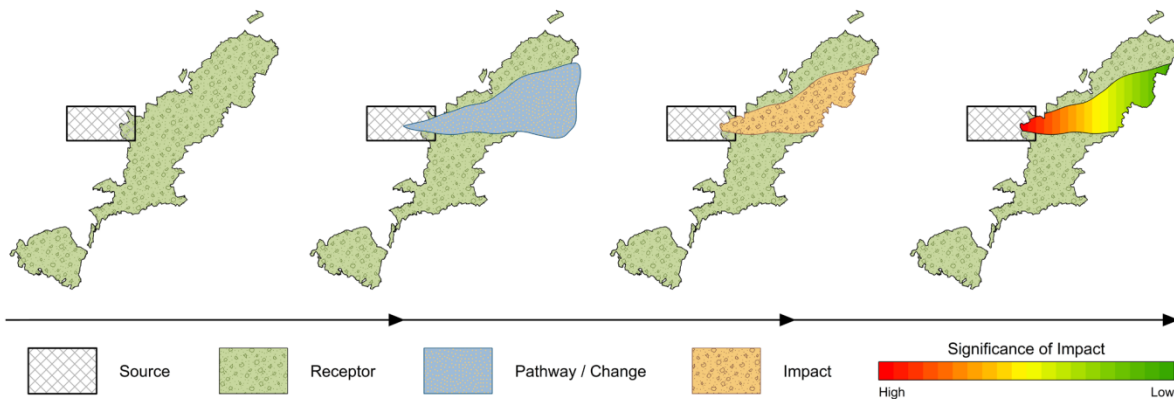 Source
Receptor
Pathway / Change
Impact
Significance of Impact
High
Low